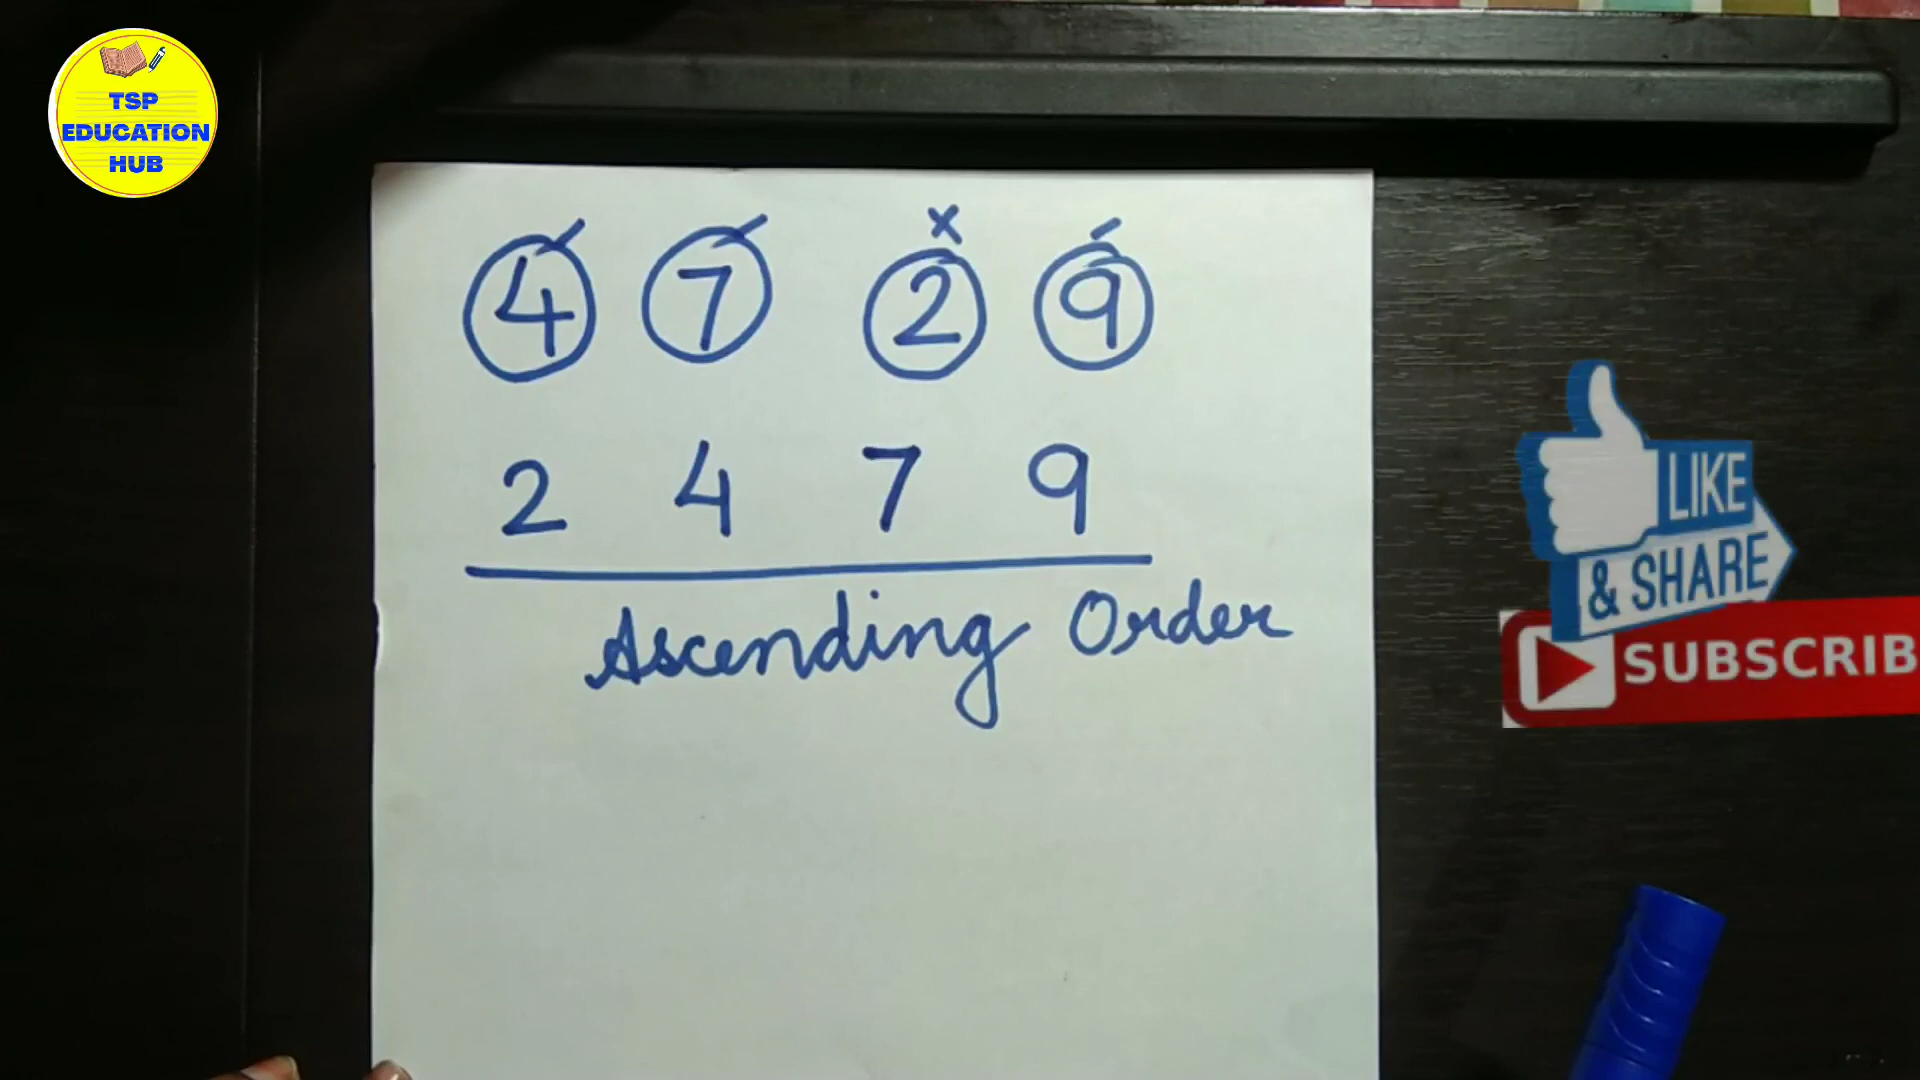 TSP
EDUCATION
HUB
4 7 2 9
2 4 7 9
Ascending Order
LIKE
& SHARE
SUBSCRIB